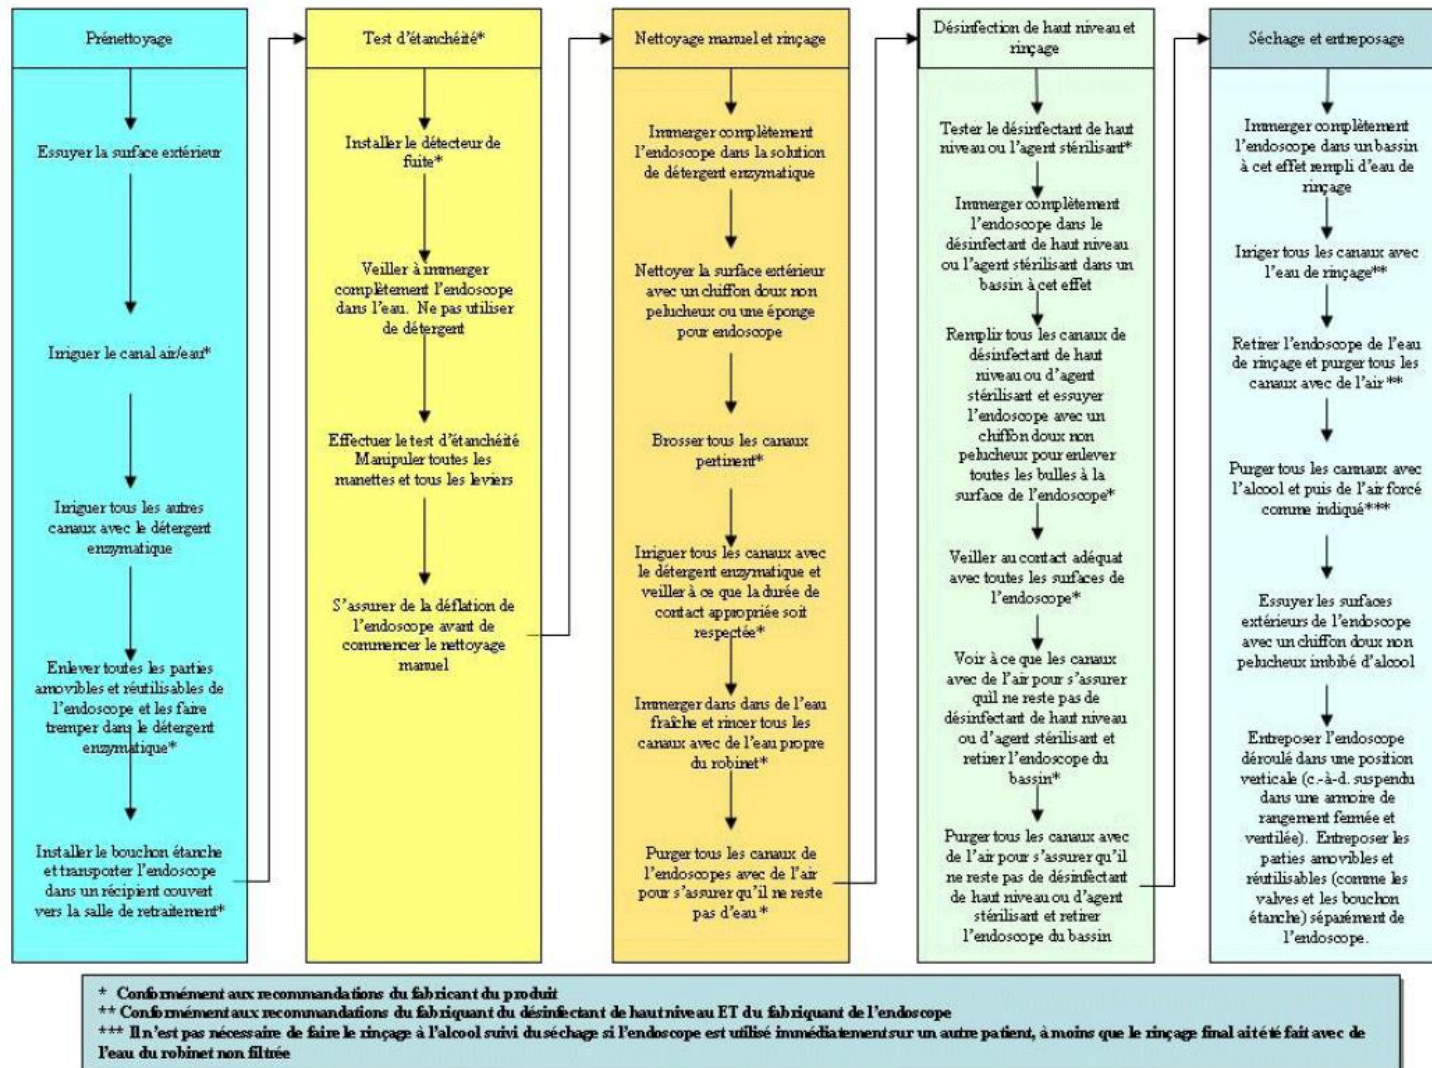 Prénettoyage
Essuyer la surface extérieur
Irriguer le canal air/eau*
Irriguer tous les autres
canaux avec le détergent
enzymatique
Enlever toutes les parties
amovibles et réutilisables de
l'endoscope et les faire
tremper dans le détergent
enzymatique*
Installer le bouchon étanche
et transporter l'endoscope
dans un récipient couvert
vers la salle de retraitement*
Test d'étanchéité*
Installer le détecteur de
fuite*
Veiller à immerger
complètement l'endoscope
dans l'eau. Ne pas utiliser
de détergent
Effectuer le test d'étanchéité
Manipuler toutes les
manettes et tous les leviers
S'assurer de la déflation de
l'endoscope avant de
commencer le nettoyage
manuel
Nettoyage manuel et rinçage
Immerger complètement
l'endoscope dans la solution
de détergent enzymatique
Nettoyer la surface extérieur
avec un chiffon doux non
pelucheux ou une éponge
pour endoscope
Brosser tous les canaux
pertinent*
Irriguer tous les canaux avec
le détergent enzymatique et
veiller à ce que la durée de
contact appropriée soit
respectée*
Immerger dans dans de l'eau
fraîche et rincer tous les
canaux avec de l'eau propre
du robinet*
Purger tous les canaux de
l'endoscopes avec de l'air
pour s'assurer qu'il ne reste
pas d'eau *
Désinfection de haut niveau et
rinçage
Tester le désinfectant de haut
niveau ou l'agent stérilisant*
Immerger complètement
l'endoscope dans le
désinfectant de haut niveau
ou l'agent stérilisant dans un
bassin à cet effet
Remplir tous les canaux de
désinfectant de haut
niveau ou d'agent
stérilisant et essuyer
l'endoscope avec un
chiffon doux non
pelucheux pour enlever
toutes les bulles à la
surface de l'endoscope*
Veiller au contact adéquat
avec toutes les surfaces de
l'endoscope*
Voir à ce que les canaux
avec de l'air pour s'assurer
quil ne reste pas de
désinfectant de haut niveau
ou d'agent stérilisant et
retirer l'endoscope du
bassin*
Purger tous les canaux avec
de l'air pour s'assurer qu'il
ne reste pas de désinfectant
de haut niveau ou d'agent
stérilisant et retirer
l'endoscope du bassin
Séchage et entreposage
Immerger complètement
l'endoscope dans un bassin
à cet effet rempli d'eau de
rinçage
Irriger tous les canaux avec
l'eau de rinçage**
Retirer l'endoscope de l'eau
de rinçage et purger tous les
canaux avec de l'air **
Purger tous les cannaux avec
l'alcool et puis de l'air forcé
comme indiqué***
Essuyer les surfaces
extérieurs de l'endoscope
avec un chiffon doux non
pelucheux imbibé d'alcool
Entreposer l'endoscope
déroulé dans une position
verticale (c.-à-d. suspendu
dans une armoire de
rangement fermée et
ventilée). Entreposer les
parties amovibles et
réutilisables (comme les
valves et les bouchon
étanche) séparément de
l'endoscope.
* Conformément aux recommandations du fabricant du produit
** Conformément aux recommandations du fabriquant du désinfectant de haut niveau ET du fabriquant de l'endoscope
*** Il n'est pas nécessaire de faire le rinçage à l'alcool suivi du séchage si l'endoscope est utilisé immédiatement sur un autre patient, à moins que le rinçage final ait été fait avec de
l'eau du robinet non filtrée